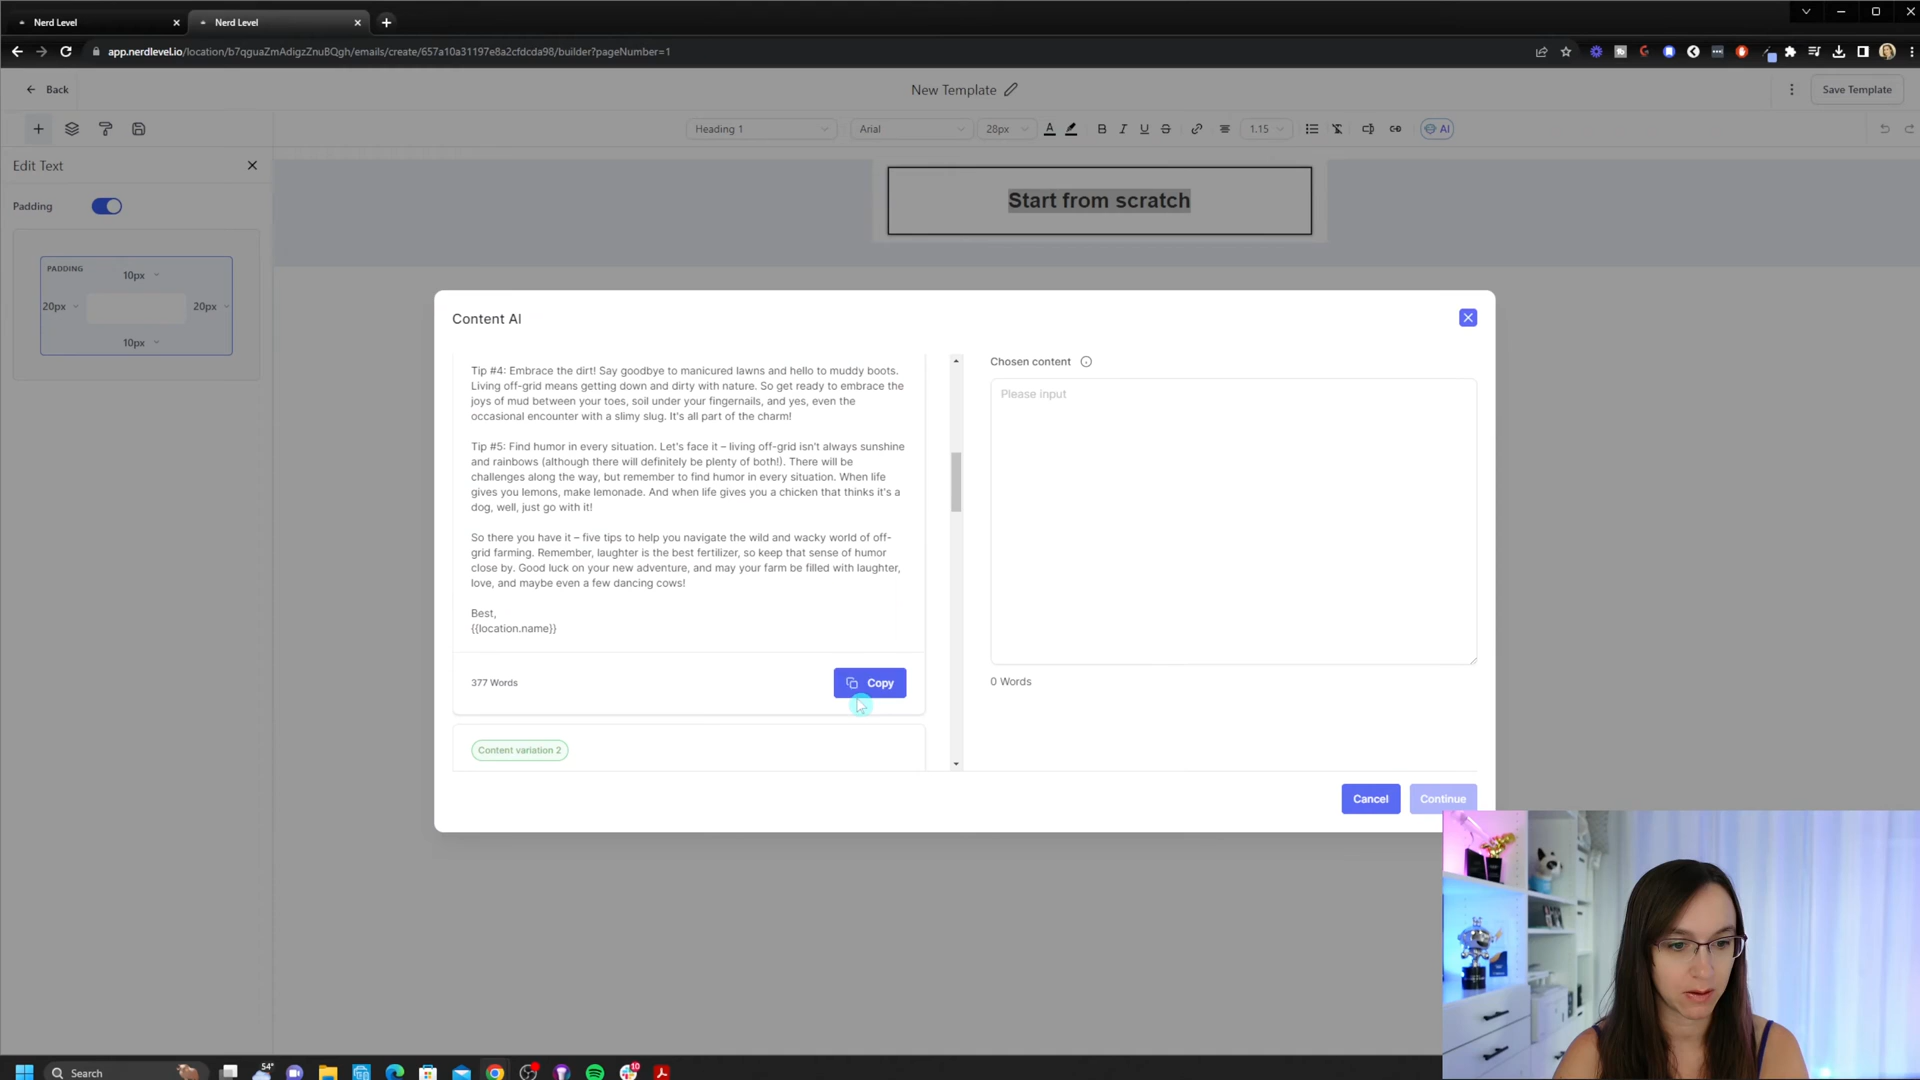 Nerd Level
Nerd Level
app.nerdlevel.io/location/b7qguaZmAdigzZnuBQgh/emails/create/657a10a31197e8a2cfdcda98/builder?pageNumber=1
Back
New Template
Save Template
Heading 1
Arial
28px
1.15
AI
Edit Text
Padding
PADDING
10px
20px
20px
10px
Start from scratch
Content AI
Tip #4: Embrace the dirt! Say goodbye to manicured lawns and hello to muddy boots.
Living off-grid means getting down and dirty with nature. So get ready to embrace the
joys of mud between your toes, soil under your fingernails, and yes, even the
occasional encounter with a slimy slug. It's all part of the charm!
Tip #5: Find humor in every situation. Let's face it – living off-grid isn't always sunshine
and rainbows (although there will definitely be plenty of both!). There will be
challenges along the way, but remember to find humor in every situation. When life
gives you lemons, make lemonade. And when life gives you a chicken that thinks it's a
dog, well, just go with it!
So there you have it – five tips to help you navigate the wild and wacky world of off-
grid farming. Remember, laughter is the best fertilizer, so keep that sense of humor
close by. Good luck on your new adventure, and may your farm be filled with laughter,
love, and maybe even a few dancing cows!
Best,
{{location.name}}
377 Words
Copy
Content variation 2
Chosen content
Please input
0 Words
Cancel
Continue
Search
54°
10